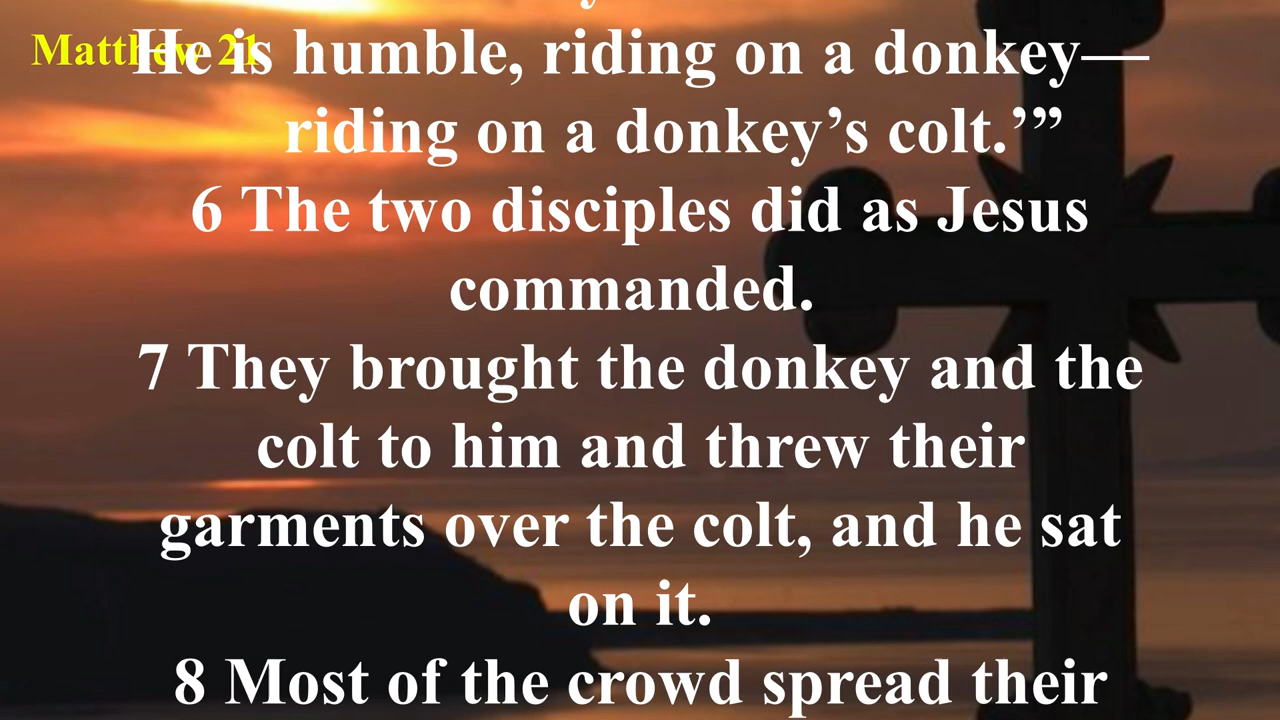 Matthew 21
He is humble, riding on a donkey—
riding on a donkey’s colt.’”
6 The two disciples did as Jesus
commanded.
7 They brought the donkey and the
colt to him and threw their
garments over the colt, and he sat
on it.
8 Most of the crowd spread their